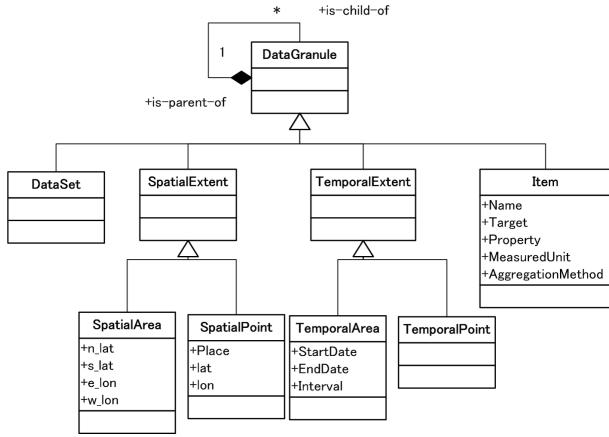 * +is-child-of
1
DataGranule
+is-parent-of
DataSet
SpatialExtent
TemporalExtent
Item
+Name
+Target
+Property
+MeasuredUnit
+AggregationMethod
SpatialArea
+n_lat
+s_lat
+e_lon
+w_lon
SpatialPoint
+Place
+lat
+lon
TemporalArea
+StartDate
+EndDate
+Interval
TemporalPoint